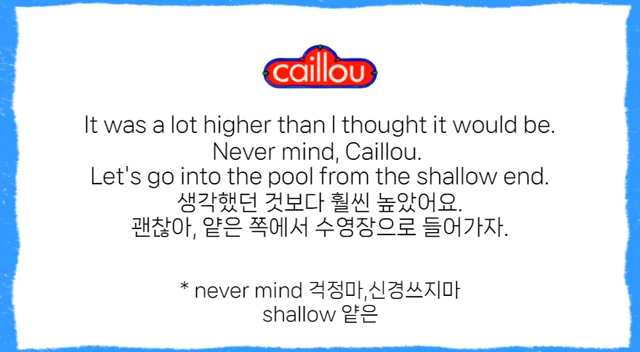 caillou
It was a lot higher than I thought it would be.
Never mind, Caillou.
Let's go into the pool from the shallow end.
생각했던 것보다 훨씬 높았어요.
괜찮아, 얕은 쪽에서 수영장으로 들어가자.
* never mind 걱정마,신경쓰지마
shallow 얕은